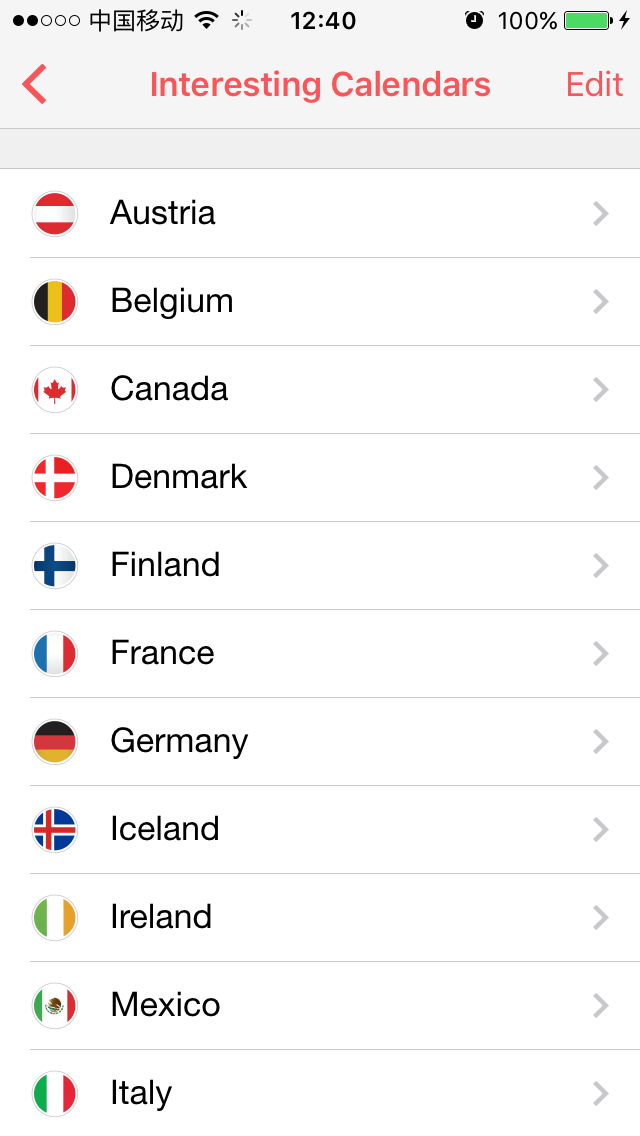 中国移动 12:40 100%
Interesting Calendars Edit
Austria
Belgium
Canada
Denmark
Finland
France
Germany
Iceland
Ireland
Mexico
Italy